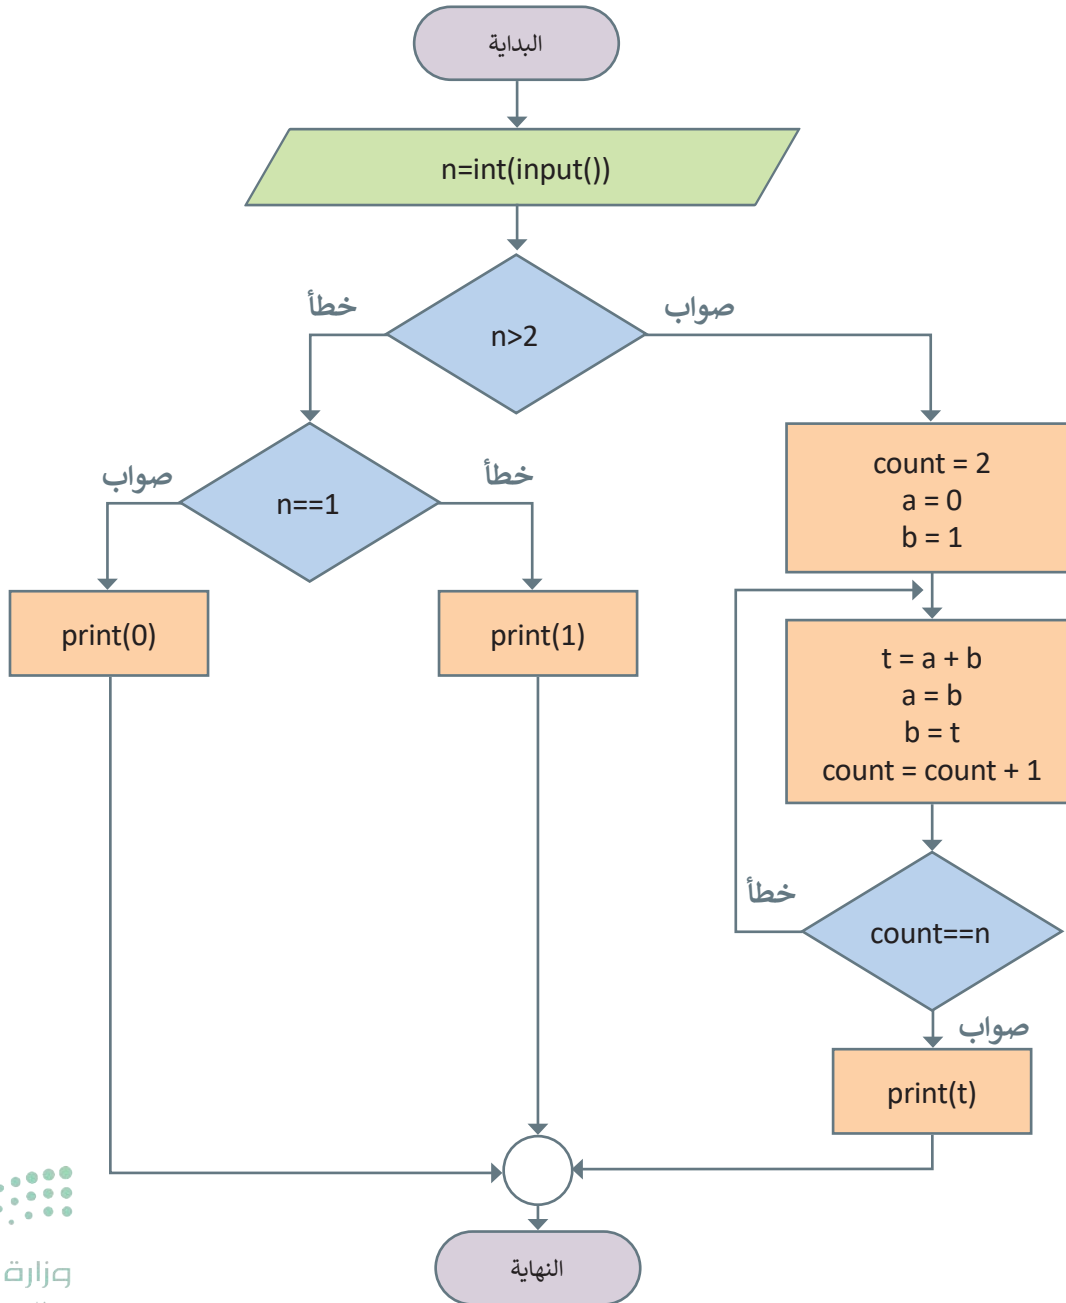 البداية
n=int(input())
خطأ
صواب
n>2
صواب
خطأ
n==1
count = 2
a = 0
b = 1
print(0)
print(1)
t = a + b
a = b
b = t
count = count + 1
خطأ
count==n
صواب
print(t)
النهاية
وزارة